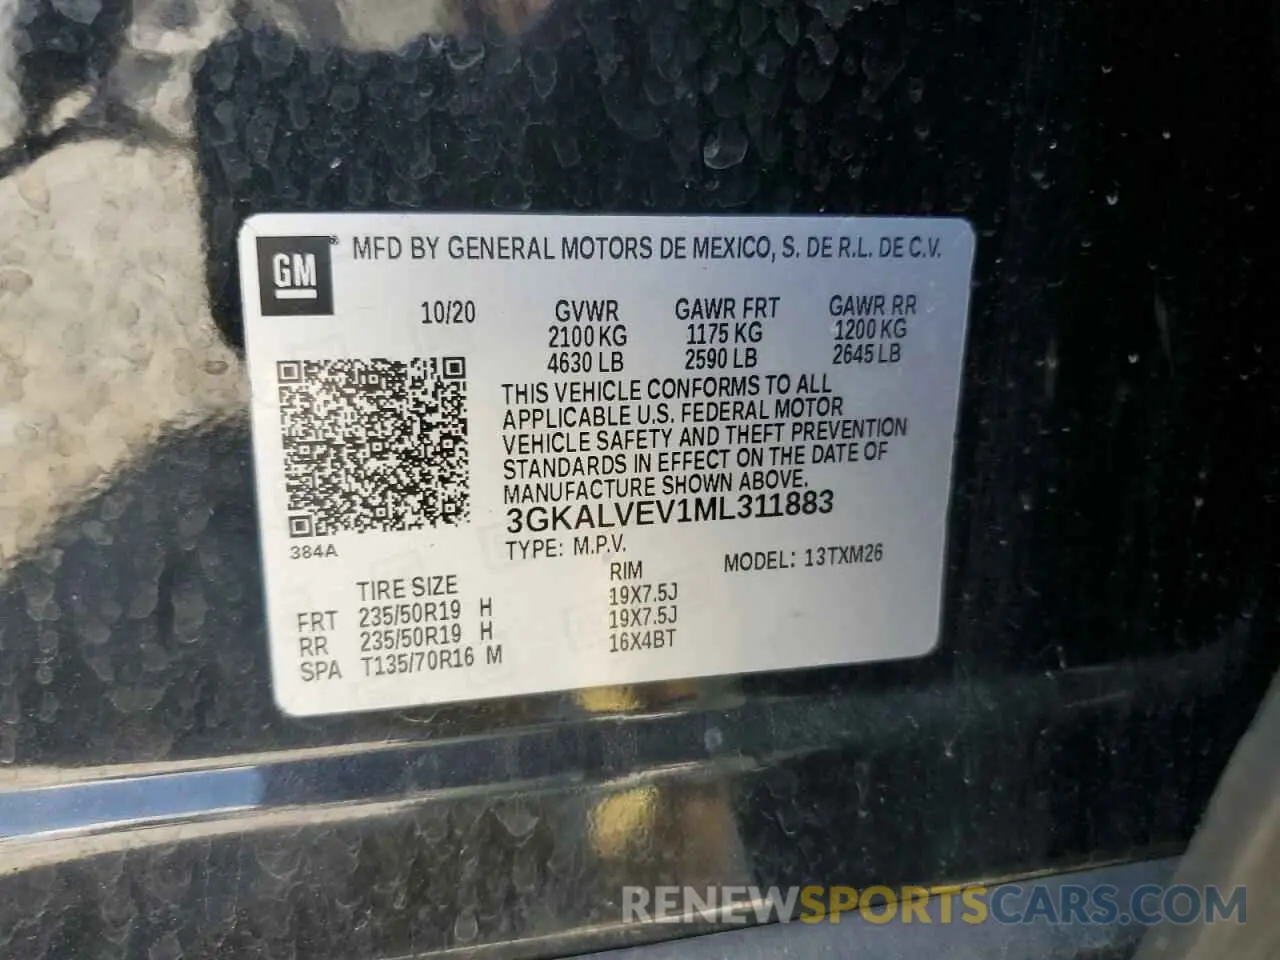 GM® MFD BY GENERAL MOTORS DE MEXICO, S. DE R.L. DE C.V.
10/20 GVWR GAWR FRT GAWR RR
2100 KG 1175 KG 1200 KG
4630 LB 2590 LB 2645 LB
THIS VEHICLE CONFORMS TO ALL
APPLICABLE U.S. FEDERAL MOTOR
VEHICLE SAFETY AND THEFT PREVENTION
STANDARDS IN EFFECT ON THE DATE OF
MANUFACTURE SHOWN ABOVE.
3GKALVEV1ML311883
384A TYPE: M.P.V. MODEL: 13TXM26
TIRE SIZE RIM
FRT 235/50R19 H 19X7.5J
RR 235/50R19 H 19X7.5J
SPA T135/70R16 M 16X4BT
RENEWSPORTSCARS.COM